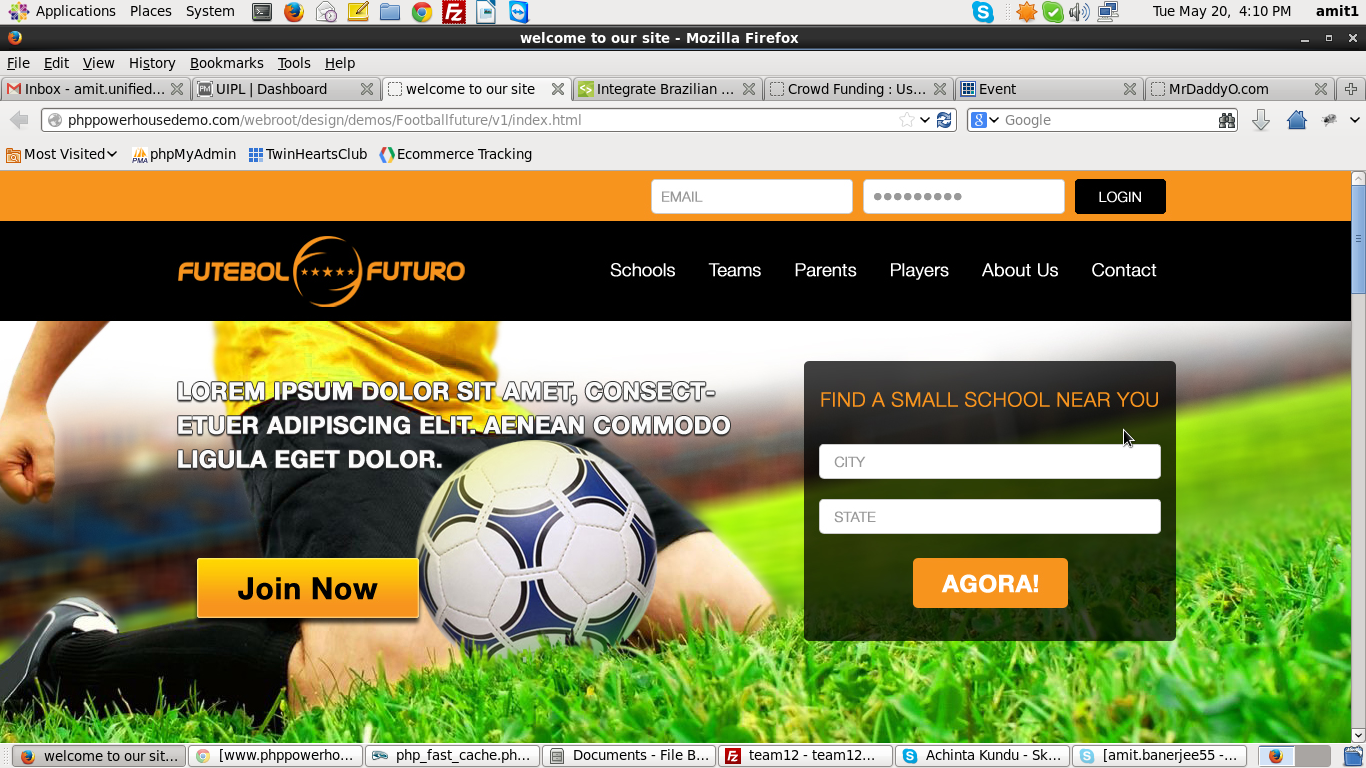 Applications Places System Tue May 20, 4:10 PM amit1
welcome to our site - Mozilla Firefox
File Edit View History Bookmarks Tools Help
Inbox - amit.unified... UIPL | Dashboard welcome to our site Integrate Brazilian ... Crowd Funding : Us... Event MrDaddyO.com
phppowerhousedemo.com/webroot/design/demos/Footballfuture/v1/index.html Google
Most Visited phpMyAdmin TwinHeartsClub Ecommerce Tracking
EMAIL LOGIN
FUTEBOL FUTURO Schools Teams Parents Players About Us Contact
LOREM IPSUM DOLOR SIT AMET, CONSECT-
ETUER ADIPISCING ELIT. AENEAN COMMODO
LIGULA EGET DOLOR.
Join Now
FIND A SMALL SCHOOL NEAR YOU
CITY
STATE
AGORA!
welcome to our sit... [www.phppowerho... php_fast_cache.ph... Documents - File B... team12 - team12... Achinta Kundu - Sk... [amit.banerjee55 -...